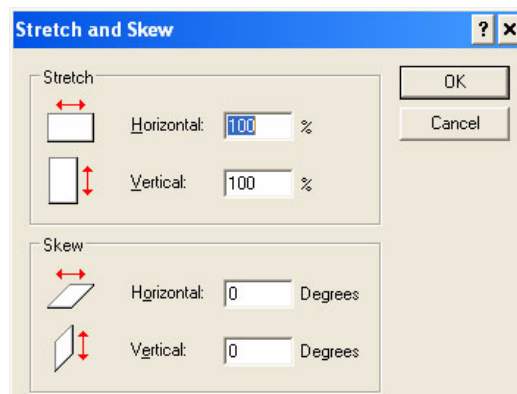 Stretch and Skew
Stretch
Horizontal: 100 %
Vertical: 100 %
OK
Cancel
Skew
Horizontal: 0 Degrees
Vertical: 0 Degrees